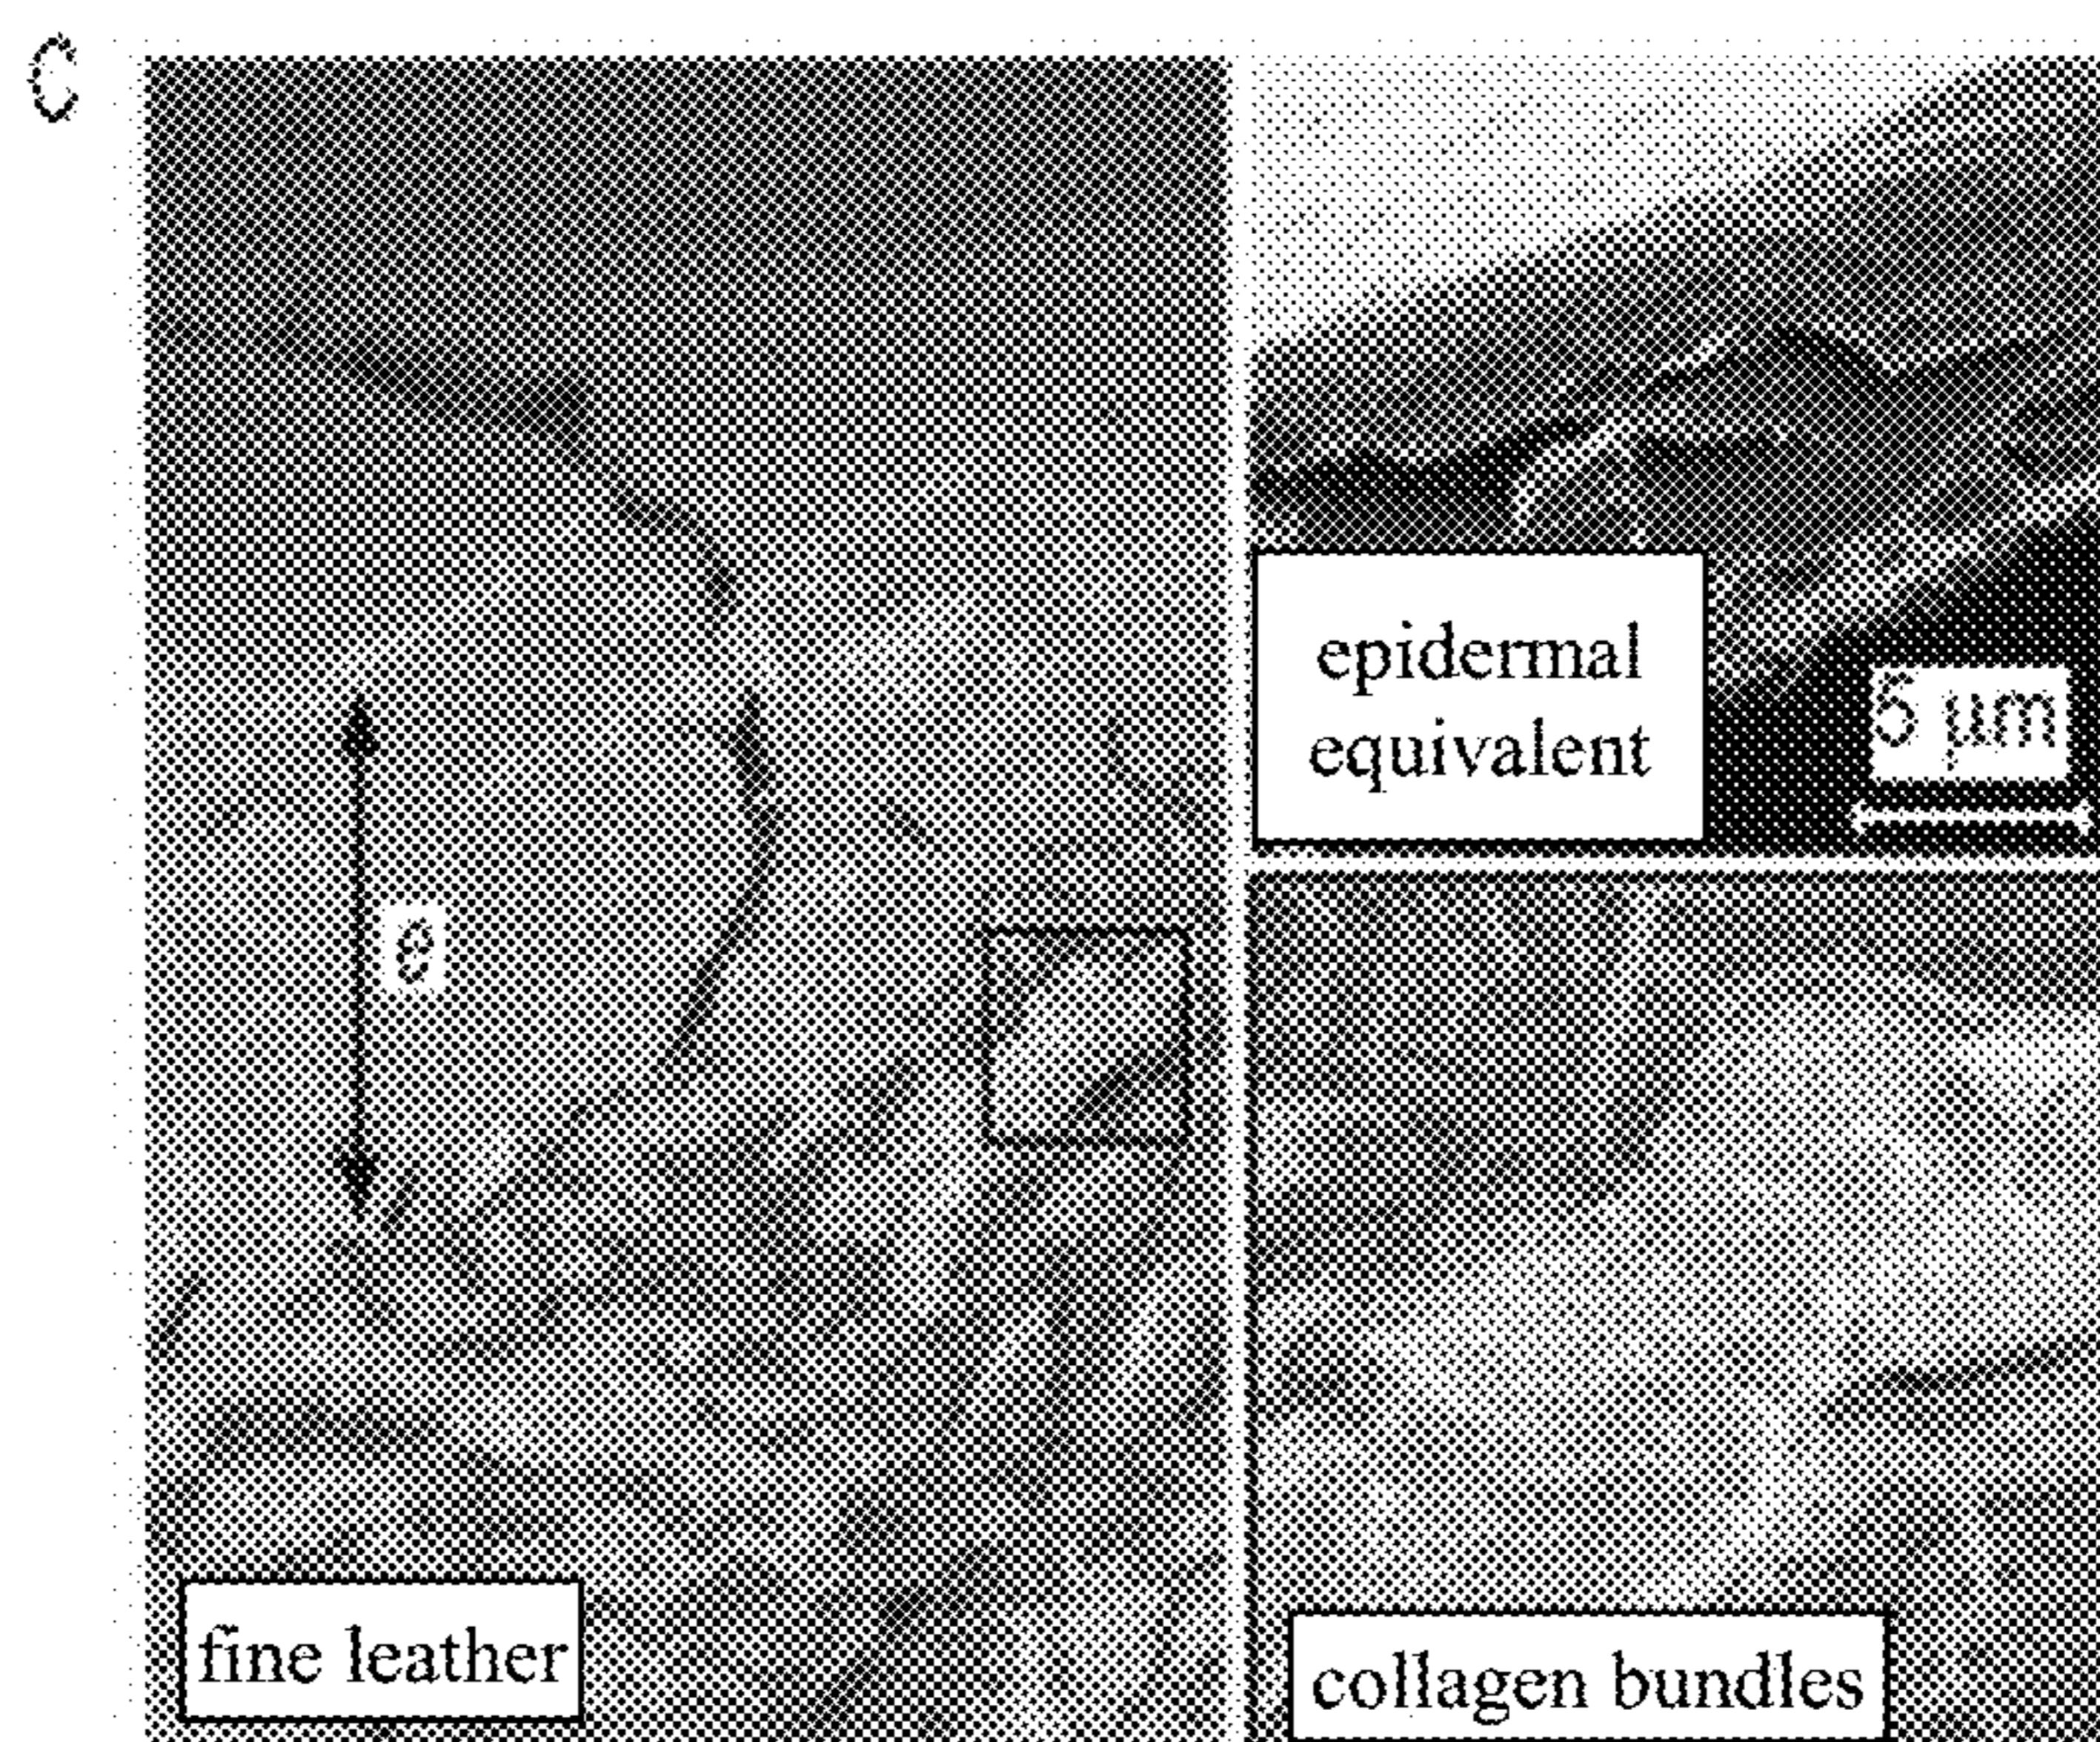 C
epidermal
equivalent
5 µm
e
fine leather
collagen bundles